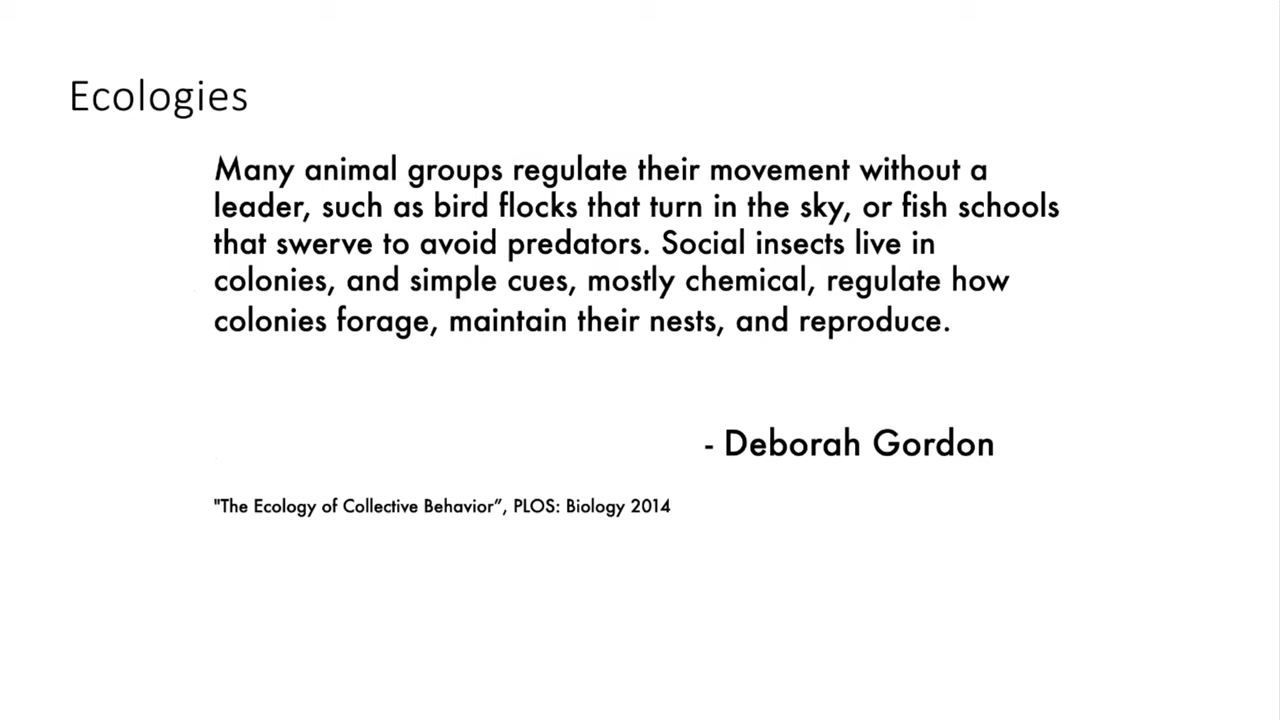 Ecologies
Many animal groups regulate their movement without a
leader, such as bird flocks that turn in the sky, or fish schools
that swerve to avoid predators. Social insects live in
colonies, and simple cues, mostly chemical, regulate how
colonies forage, maintain their nests, and reproduce.
- Deborah Gordon
"The Ecology of Collective Behavior”, PLOS: Biology 2014